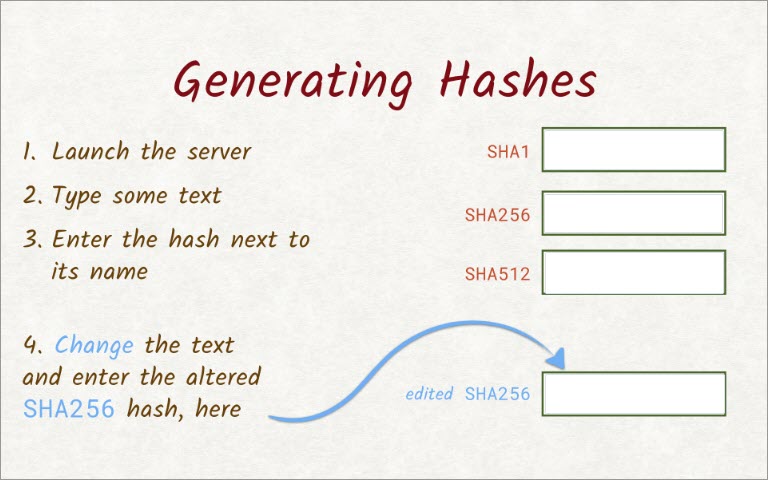 Generating Hashes
1. Launch the server
2. Type some text
3. Enter the hash next to
its name
SHA1
SHA256
SHA512
4. Change the text
and enter the altered
SHA256 hash, here
edited SHA256